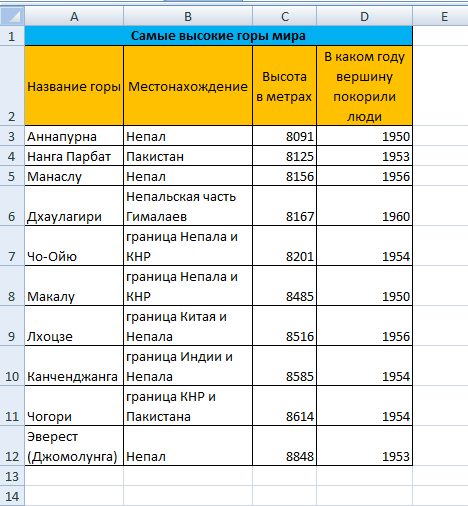 A B C D E
1 Самые высокие горы мира
2 Название горы Местонахождение Высота в метрах В каком году вершину покорили люди
3 Аннапурна Непал 8091 1950
4 Нанга Парбат Пакистан 8125 1953
5 Манаслу Непал 8156 1956
6 Дхаулагири Непальская часть Гималаев 8167 1960
7 Чо-Ойю граница Непала и КНР 8201 1954
8 Макалу граница Непала и КНР 8485 1950
9 Лхоцзе граница Китая и Непала 8516 1956
10 Канченджанга граница Индии и Непала 8585 1954
11 Чогори граница КНР и Пакистана 8614 1954
12 Эверест (Джомолунга) Непал 8848 1953
13
14